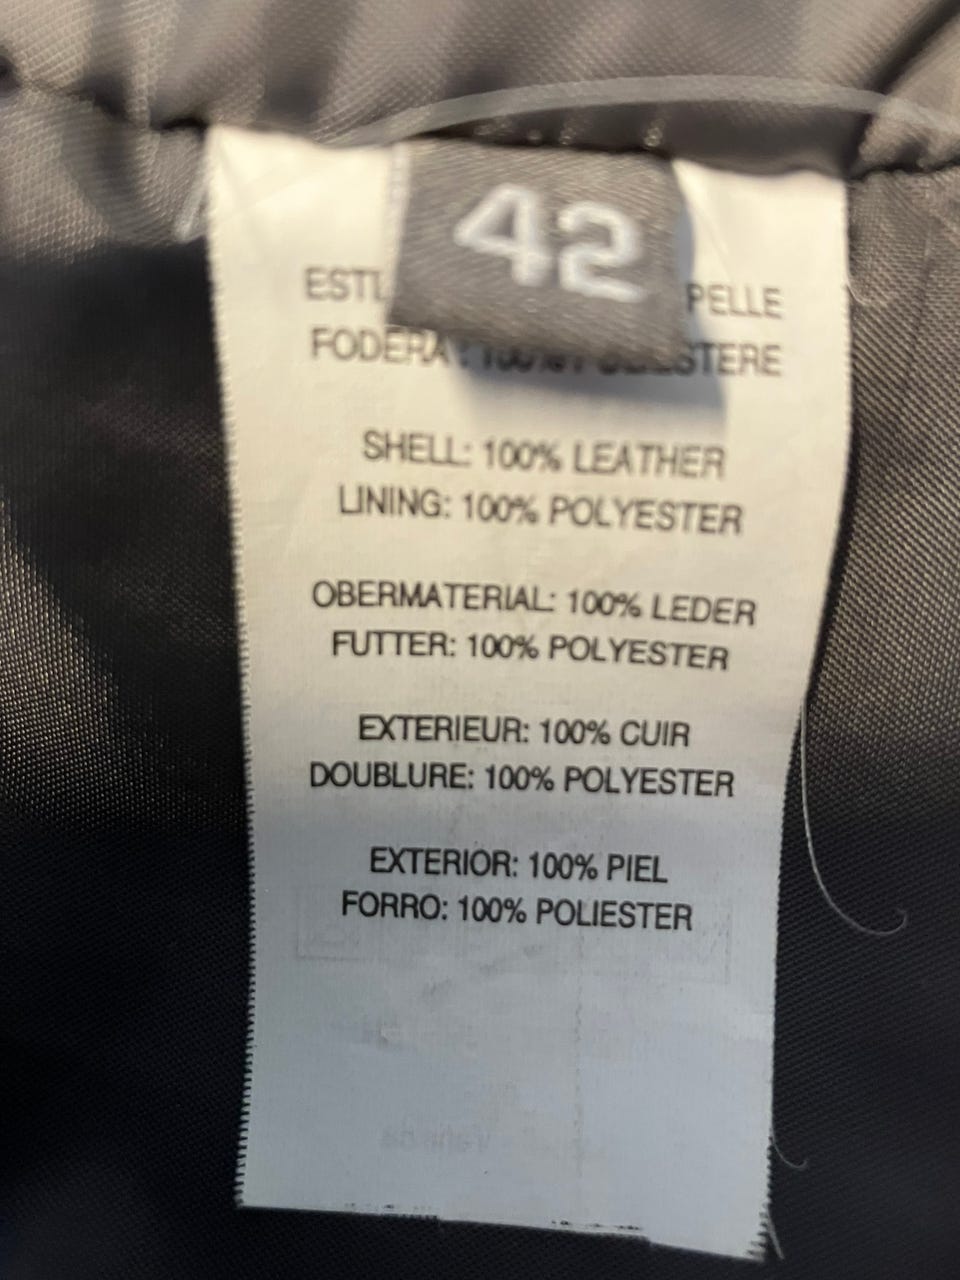 42
PELLE
FODERA: 100%
SHELL: 100% LEATHER
LINING: 100% POLYESTER
OBERMATERIAL: 100% LEDER
FUTTER: 100% POLYESTER
EXTERIEUR: 100% CUIR
DOUBLURE: 100% POLYESTER
EXTERIOR: 100% PIEL
FORRO: 100% POLIESTER